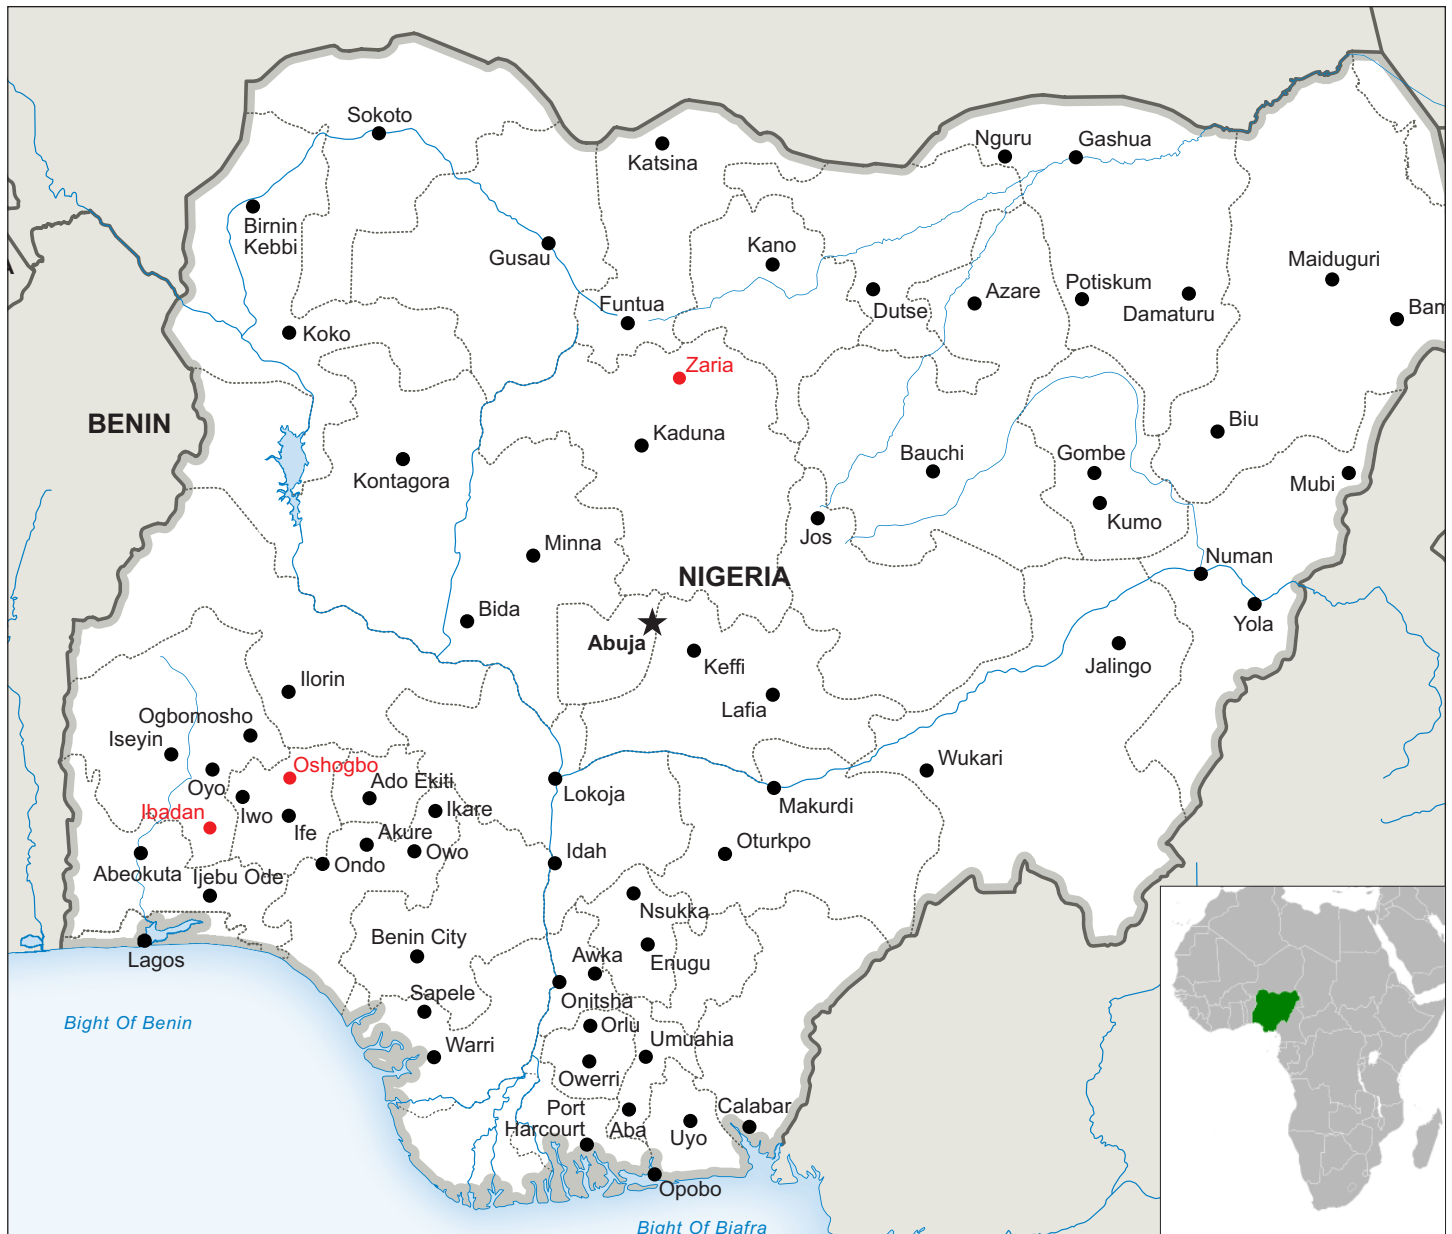 Sokoto
Katsina
Nguru
Gashua
Birnin
Kebbi
Gusau
Kano
Maiduguri
Funtua
Dutse
Azare
Potiskum
Damaturu
Bam
Koko
Zaria
BENIN
Kaduna
Biu
Kontagora
Bauchi
Gombe
Mubi
Kumo
Jos
Minna
NIGERIA
Numan
Bida
Abuja
Keffi
Yola
Jalingo
Ilorin
Lafia
Ogbomosho
Iseyin
Oshogbo
Wukari
Oyo
Ado Ekiti
Lokoja
Makurdi
Ibadan
Iwo
Ife
Ikare
Akure
Oturkpo
Abeokuta
Ijebu Ode
Ondo
Owo
Idah
Nsukka
Benin City
Lagos
Awka
Enugu
Sapele
Onitsha
Bight Of Benin
Orlu
Umuahia
Warri
Owerri
Port
Harcourt
Aba
Uyo
Calabar
Opobo
Bight Of Biafra